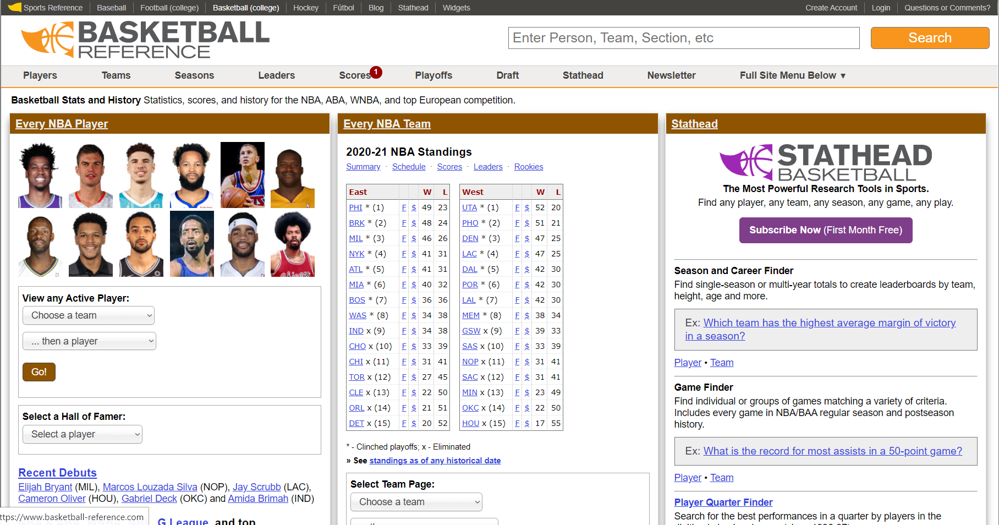 Sports Reference Baseball Football (college) Basketball (college) Hockey Fútbol Blog Stathead Widgets Create Account Login Questions or Comments?
BASKETBALL
REFERENCE
Enter Person, Team, Section, etc Search
Players Teams Seasons Leaders Scores 1 Playoffs Draft Stathead Newsletter Full Site Menu Below ▼
Basketball Stats and History Statistics, scores, and history for the NBA, ABA, WNBA, and top European competition.
Every NBA Player
View any Active Player:
Choose a team
... then a player
Go!
Select a Hall of Famer:
Select a player
Recent Debuts
Elijah Bryant (MIL), Marcos Louzada Silva (NOP), Jay Scrubb (LAC),
Cameron Oliver (HOU), Gabriel Deck (OKC) and Amida Brimah (IND)
ttps://www.basketball-reference.com
G League, and top
Every NBA Team
2020-21 NBA Standings
Summary · Schedule · Scores · Leaders · Rookies
East W L West W L
PHI * (1) F $ 49 23 UTA * (1) F $ 52 20
BRK * (2) F $ 48 24 PHO * (2) F $ 51 21
MIL * (3) F $ 46 26 DEN * (3) F $ 47 25
NYK * (4) F $ 41 31 LAC * (4) F $ 47 25
ATL * (5) F $ 41 31 DAL * (5) F $ 42 30
MIA * (6) F $ 40 32 POR * (6) F $ 42 30
BOS * (7) F $ 36 36 LAL * (7) F $ 42 30
WAS * (8) F $ 34 38 MEM * (8) F $ 38 34
IND x (9) F $ 34 38 GSW x (9) F $ 39 33
CHO x (10) F $ 33 39 SAS x (10) F $ 33 39
CHI x (11) F $ 31 41 NOP x (11) F $ 31 41
TOR x (12) F $ 27 45 SAC x (12) F $ 31 41
CLE x (13) F $ 22 50 MIN x (13) F $ 23 49
ORL x (14) F $ 21 51 OKC x (14) F $ 22 50
DET x (15) F $ 20 52 HOU x (15) F $ 17 55
* - Clinched playoffs; x - Eliminated
» See standings as of any historical date
Select Team Page:
Choose a team
Stathead
STATHEAD
BASKETBALL
The Most Powerful Research Tools in Sports.
Find any player, any team, any season, any game, any play.
Subscribe Now (First Month Free)
Season and Career Finder
Find single-season or multi-year totals to create leaderboards by team,
height, age and more.
Ex: Which team has the highest average margin of victory
in a season?
Player • Team
Game Finder
Find individual or groups of games matching a variety of criteria.
Includes every game in NBA/BAA regular season and postseason
history.
Ex: What is the record for most assists in a 50-point game?
Player • Team
Player Quarter Finder
Search for the best performances in a quarter by players in the